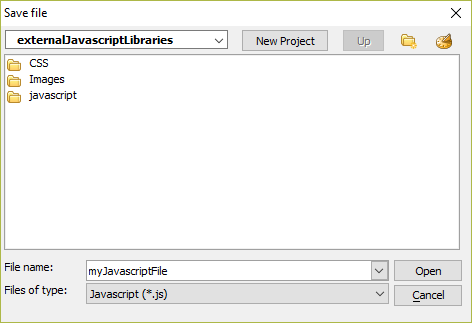 Save file
externalJavascriptLibraries
New Project
Up
CSS
Images
javascript
File name:
myJavascriptFile
Open
Files of type:
Javascript (*.js)
Cancel